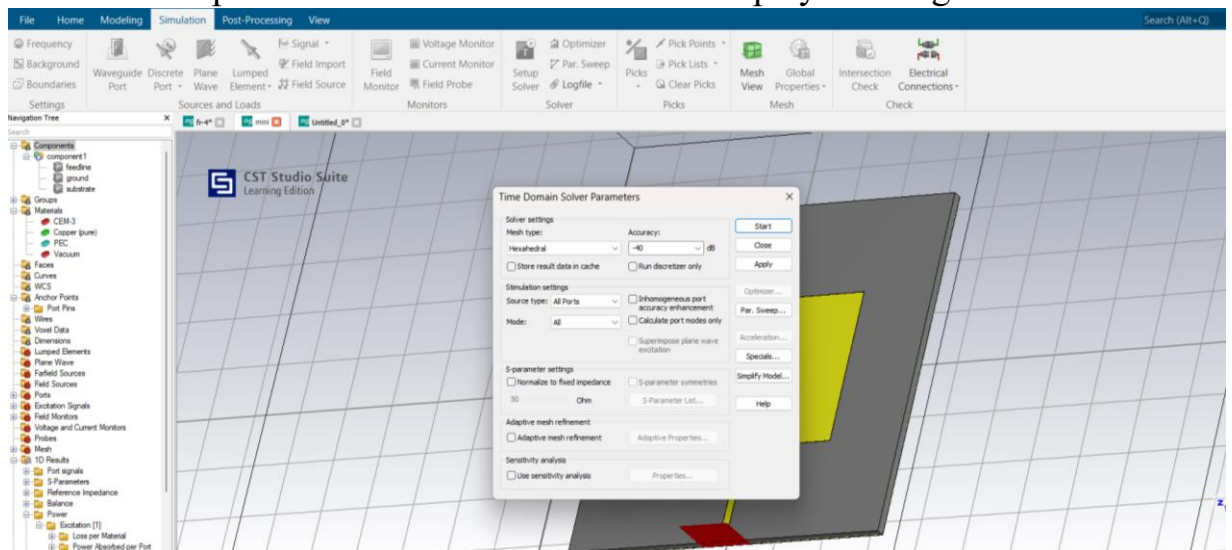 File Home Modeling Simulation Post-Processing View Search (Alt+Q)
Frequency
Background
Boundaries
Settings
Waveguide Port
Discrete Port
Plane Wave
Lumped Element
Signal
Field Import
Field Source
Sources and Loads
Field Monitor
Voltage Monitor
Current Monitor
Field Probe
Monitors
Setup Solver
Optimizer
Par. Sweep
Logfile
Solver
Picks
Pick Points
Pick Lists
Clear Picks
Picks
Mesh View
Global Properties
Mesh
Intersection Check
Electrical Connections
Check
Navigation Tree
Search
fr-4*
mini
Untitled_0*
Components
component1
feedline
ground
substrate
Groups
Materials
CEM-3
Copper (pure)
PEC
Vacuum
Faces
Curves
WCS
Anchor Points
Port Pins
Wires
Voxel Data
Dimensions
Lumped Elements
Plane Wave
Farfield Sources
Field Sources
Ports
Excitation Signals
Field Monitors
Voltage and Current Monitors
Probes
Mesh
1D Results
Port signals
S-Parameters
Reference Impedance
Balance
Power
Excitation [1]
Loss per Material
Power Absorbed per Port
CST Studio Suite
Learning Edition
Time Domain Solver Parameters
Solver settings
Mesh type: Accuracy:
Hexahedral -40 dB
Store result data in cache Run discretizer only
Stimulation settings
Source type: All Ports
Inhomogeneous port
accuracy enhancement
Mode: All
Calculate port modes only
Superimpose plane wave
excitation
S-parameter settings
Normalize to fixed impedance S-parameter symmetries
50 Ohm S-Parameter List...
Adaptive mesh refinement
Adaptive mesh refinement Adaptive Properties...
Sensitivity analysis
Use sensitivity analysis Properties...
Start
Close
Apply
Optimizer...
Par. Sweep...
Acceleration...
Specials...
Simplify Model...
Help
z